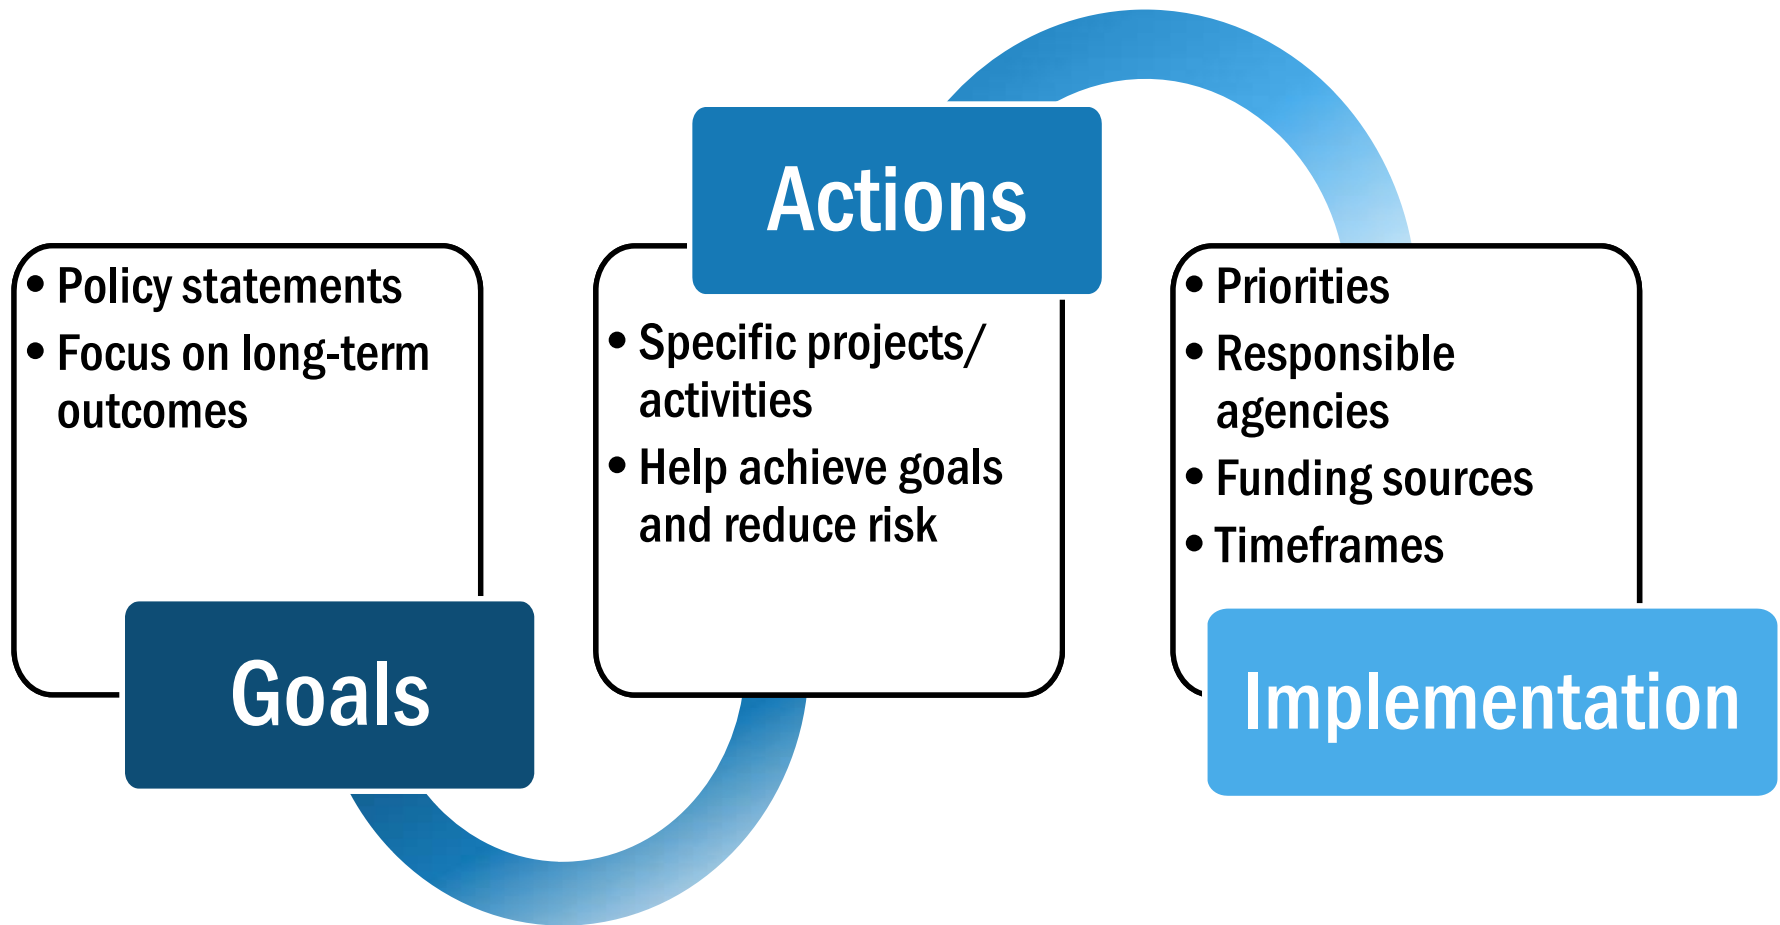 • Policy statements
• Focus on long-term
outcomes
Goals
Actions
• Specific projects/
activities
• Help achieve goals
and reduce risk
• Priorities
• Responsible
agencies
• Funding sources
• Timeframes
Implementation